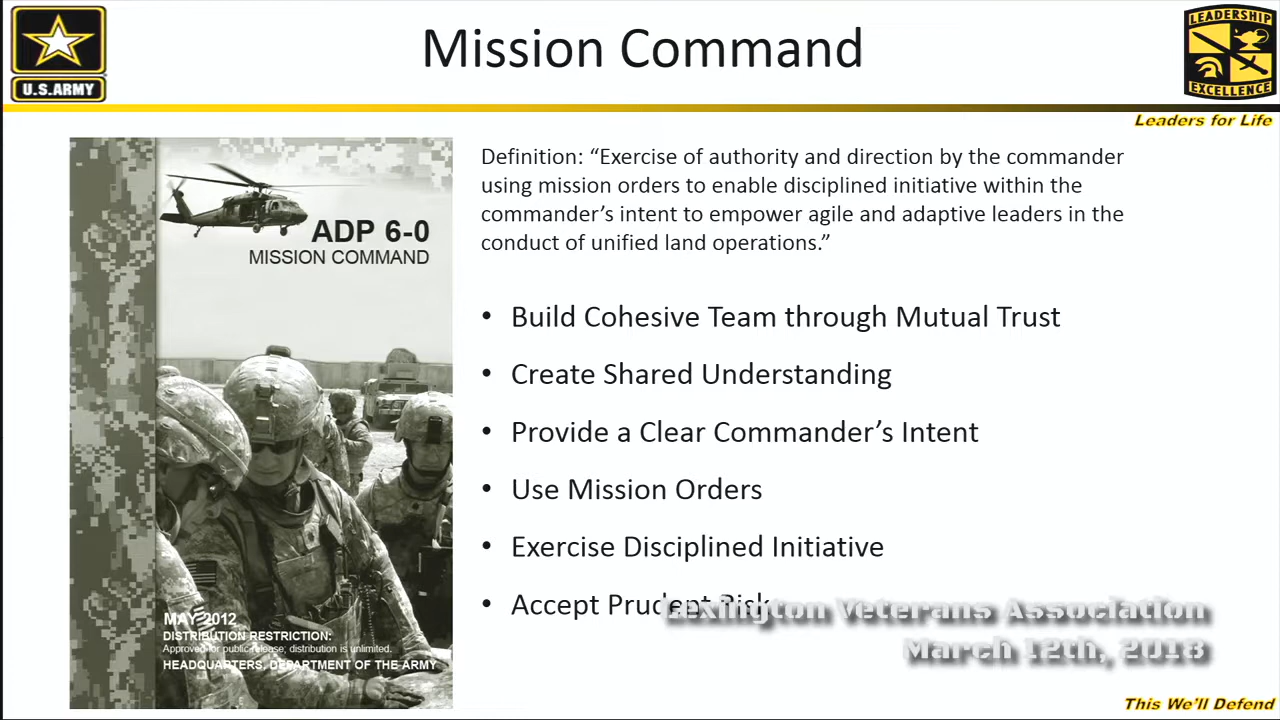 Mission Command
U.S.ARMY
LEADERSHIP
EXCELLENCE
Leaders for Life
ADP 6-0
MISSION COMMAND
MAY 2012
DISTRIBUTION RESTRICTION:
Approved for public release; distribution is unlimited.
HEADQUARTERS, DEPARTMENT OF THE ARMY
Definition: “Exercise of authority and direction by the commander
using mission orders to enable disciplined initiative within the
commander’s intent to empower agile and adaptive leaders in the
conduct of unified land operations.”
• Build Cohesive Team through Mutual Trust
• Create Shared Understanding
• Provide a Clear Commander’s Intent
• Use Mission Orders
• Exercise Disciplined Initiative
• Accept Prudent Risk
Lexington Veterans Association
March 12th, 2018
This We'll Defend